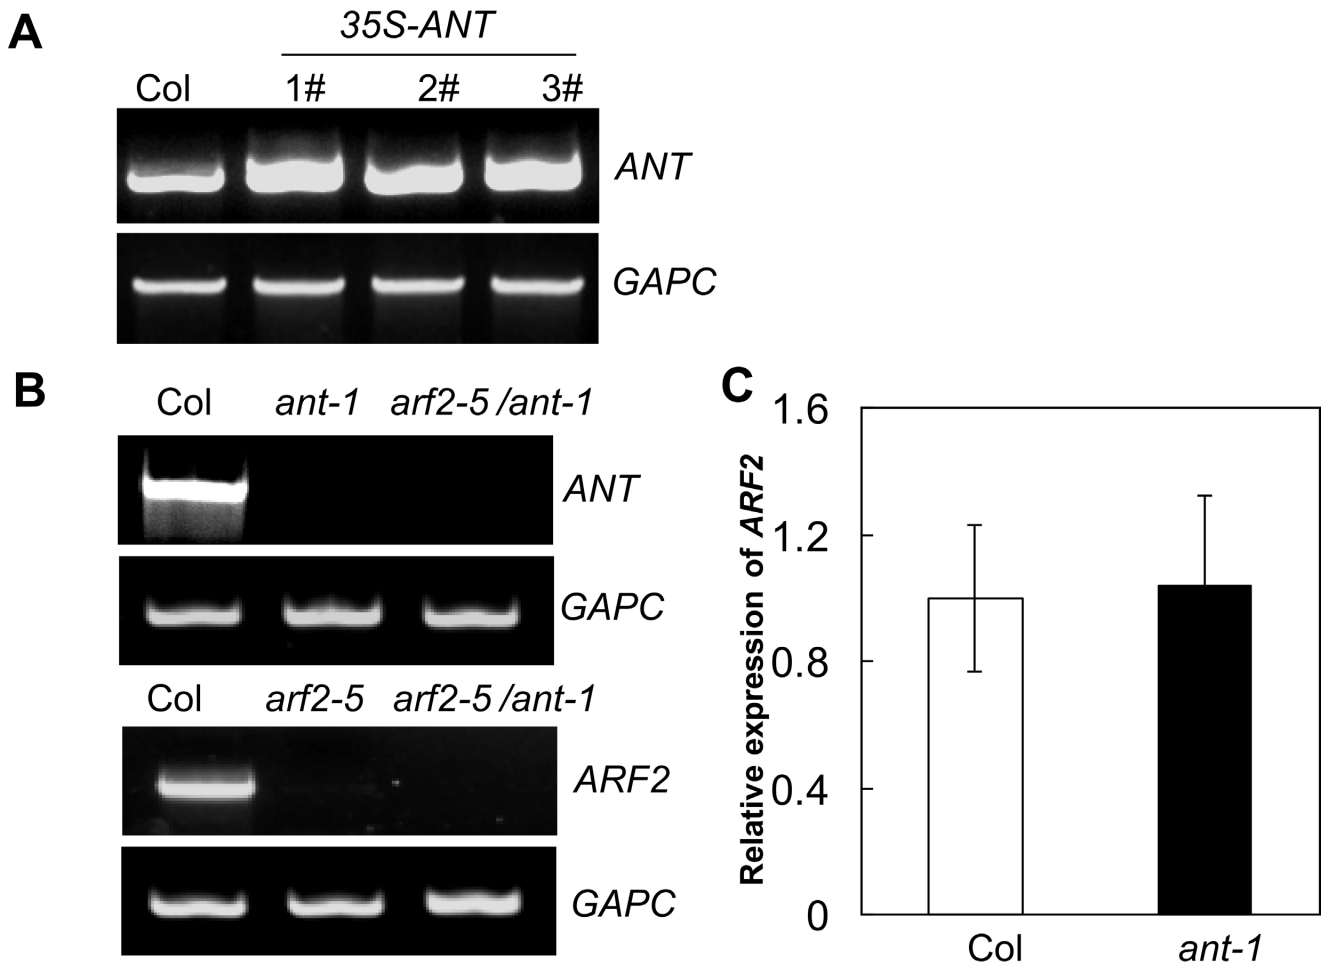 A
35S-ANT
Col 1# 2# 3#
ANT
GAPC
B
Col ant-1 arf2-5 /ant-1
ANT
GAPC
Col arf2-5 arf2-5 /ant-1
ARF2
GAPC
C
Relative expression of ARF2
1.6
1.2
0.8
0.4
0
Col ant-1